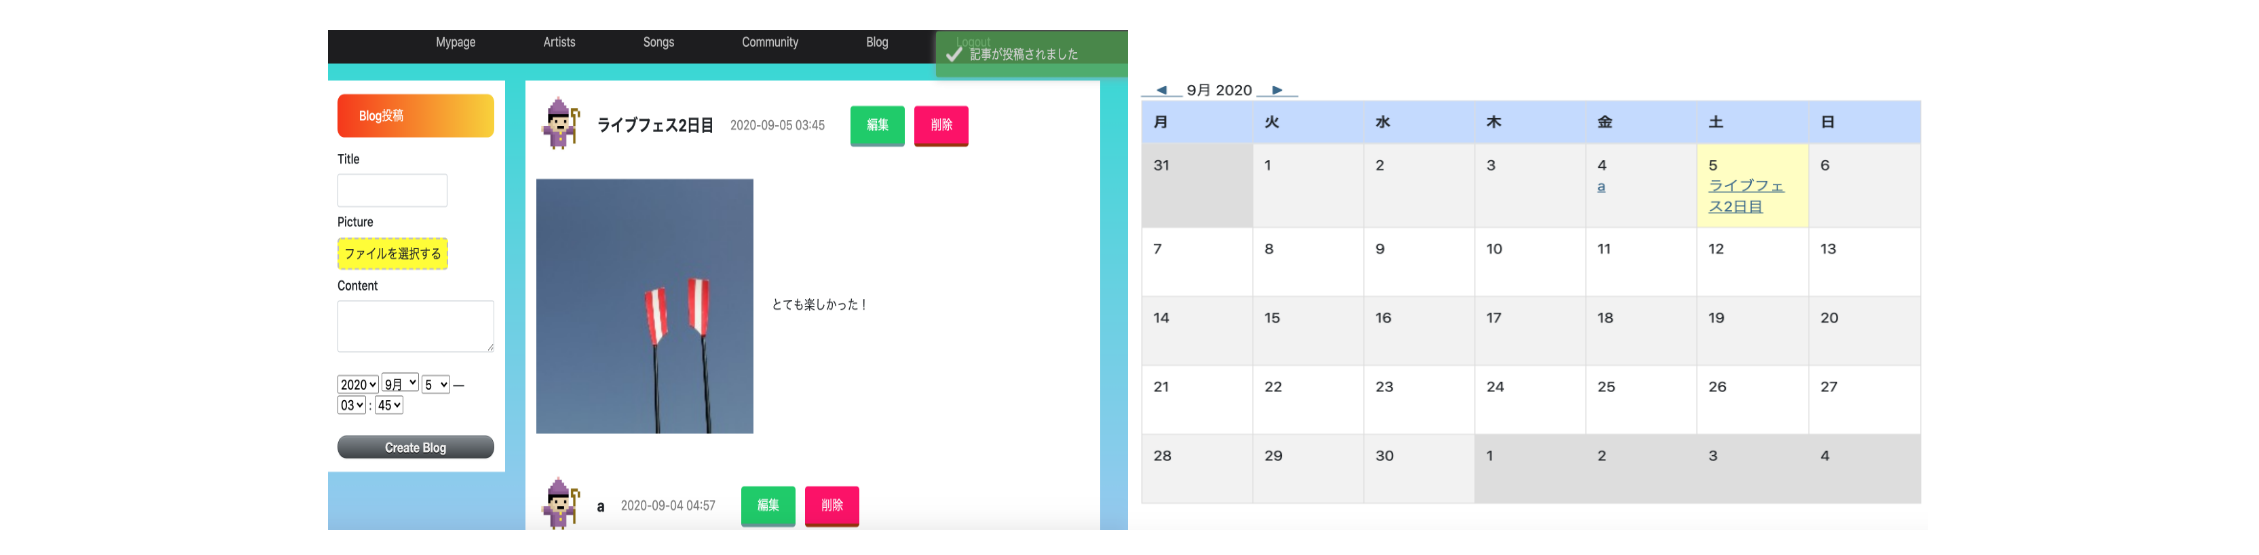 Mypage Artists Songs Community Blog Logout
記事が投稿されました
Blog投稿
Title
Picture
ファイルを選択する
Content
2020 9月 5 —
03 : 45
Create Blog
ライブフェス2日目 2020-09-05 03:45 編集 削除
とても楽しかった！
a 2020-09-04 04:57 編集 削除
◄ 9月 2020 ►
月 火 水 木 金 土 日
31 1 2 3 4 5 6
a ライブフェ
ス2日目
7 8 9 10 11 12 13
14 15 16 17 18 19 20
21 22 23 24 25 26 27
28 29 30 1 2 3 4